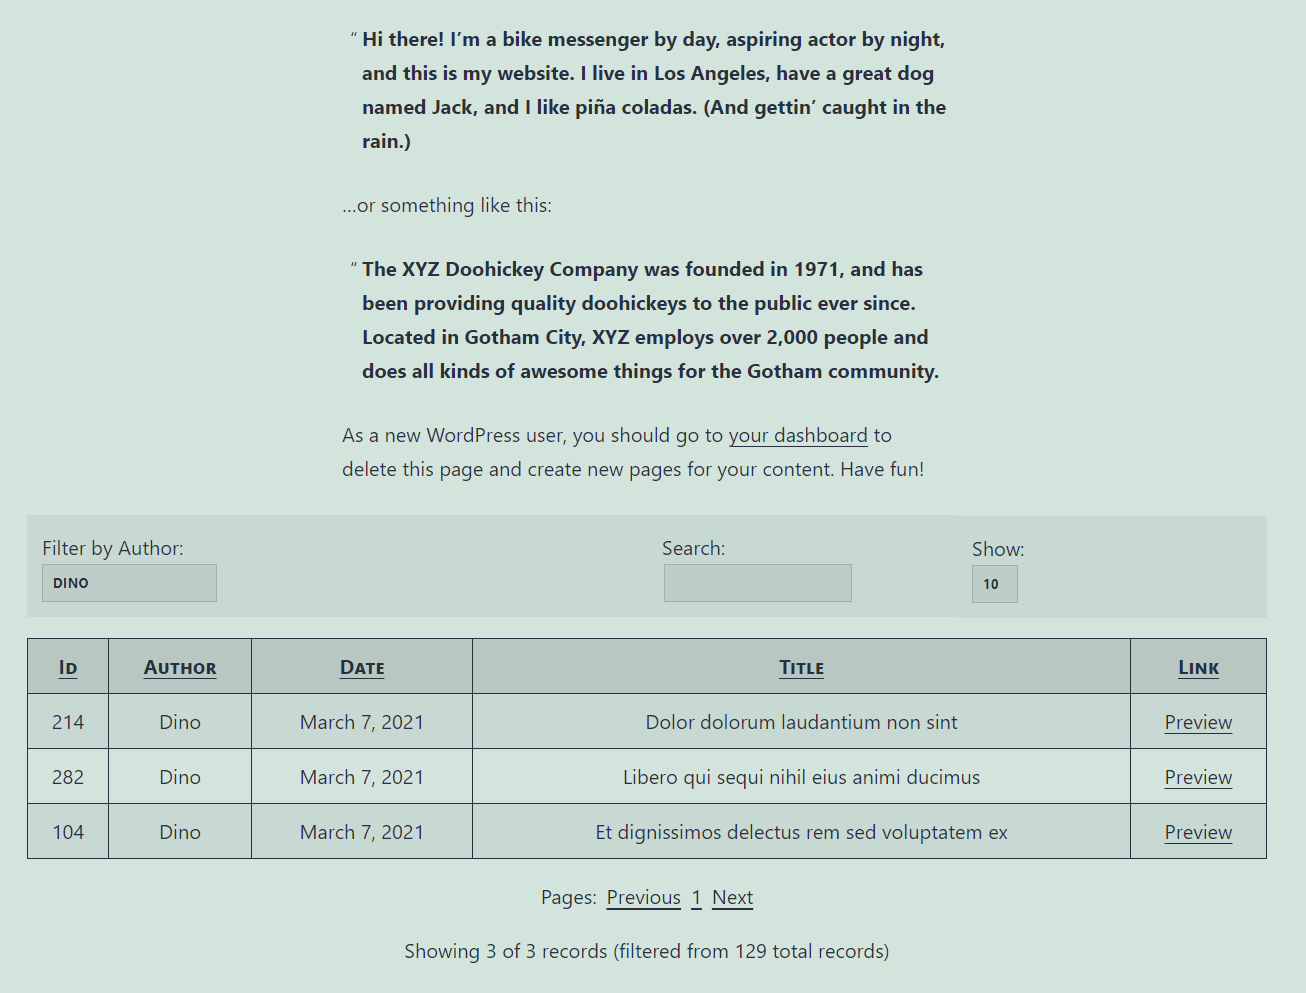 “ Hi there! I’m a bike messenger by day, aspiring actor by night,
and this is my website. I live in Los Angeles, have a great dog
named Jack, and I like piña coladas. (And gettin’ caught in the
rain.)
…or something like this:
“ The XYZ Doohickey Company was founded in 1971, and has
been providing quality doohickeys to the public ever since.
Located in Gotham City, XYZ employs over 2,000 people and
does all kinds of awesome things for the Gotham community.
As a new WordPress user, you should go to your dashboard to
delete this page and create new pages for your content. Have fun!
Filter by Author: Search: Show:
DINO 10
Id Author Date Title Link
214 Dino March 7, 2021 Dolor dolorum laudantium non sint Preview
282 Dino March 7, 2021 Libero qui sequi nihil eius animi ducimus Preview
104 Dino March 7, 2021 Et dignissimos delectus rem sed voluptatem ex Preview
Pages: Previous 1 Next
Showing 3 of 3 records (filtered from 129 total records)